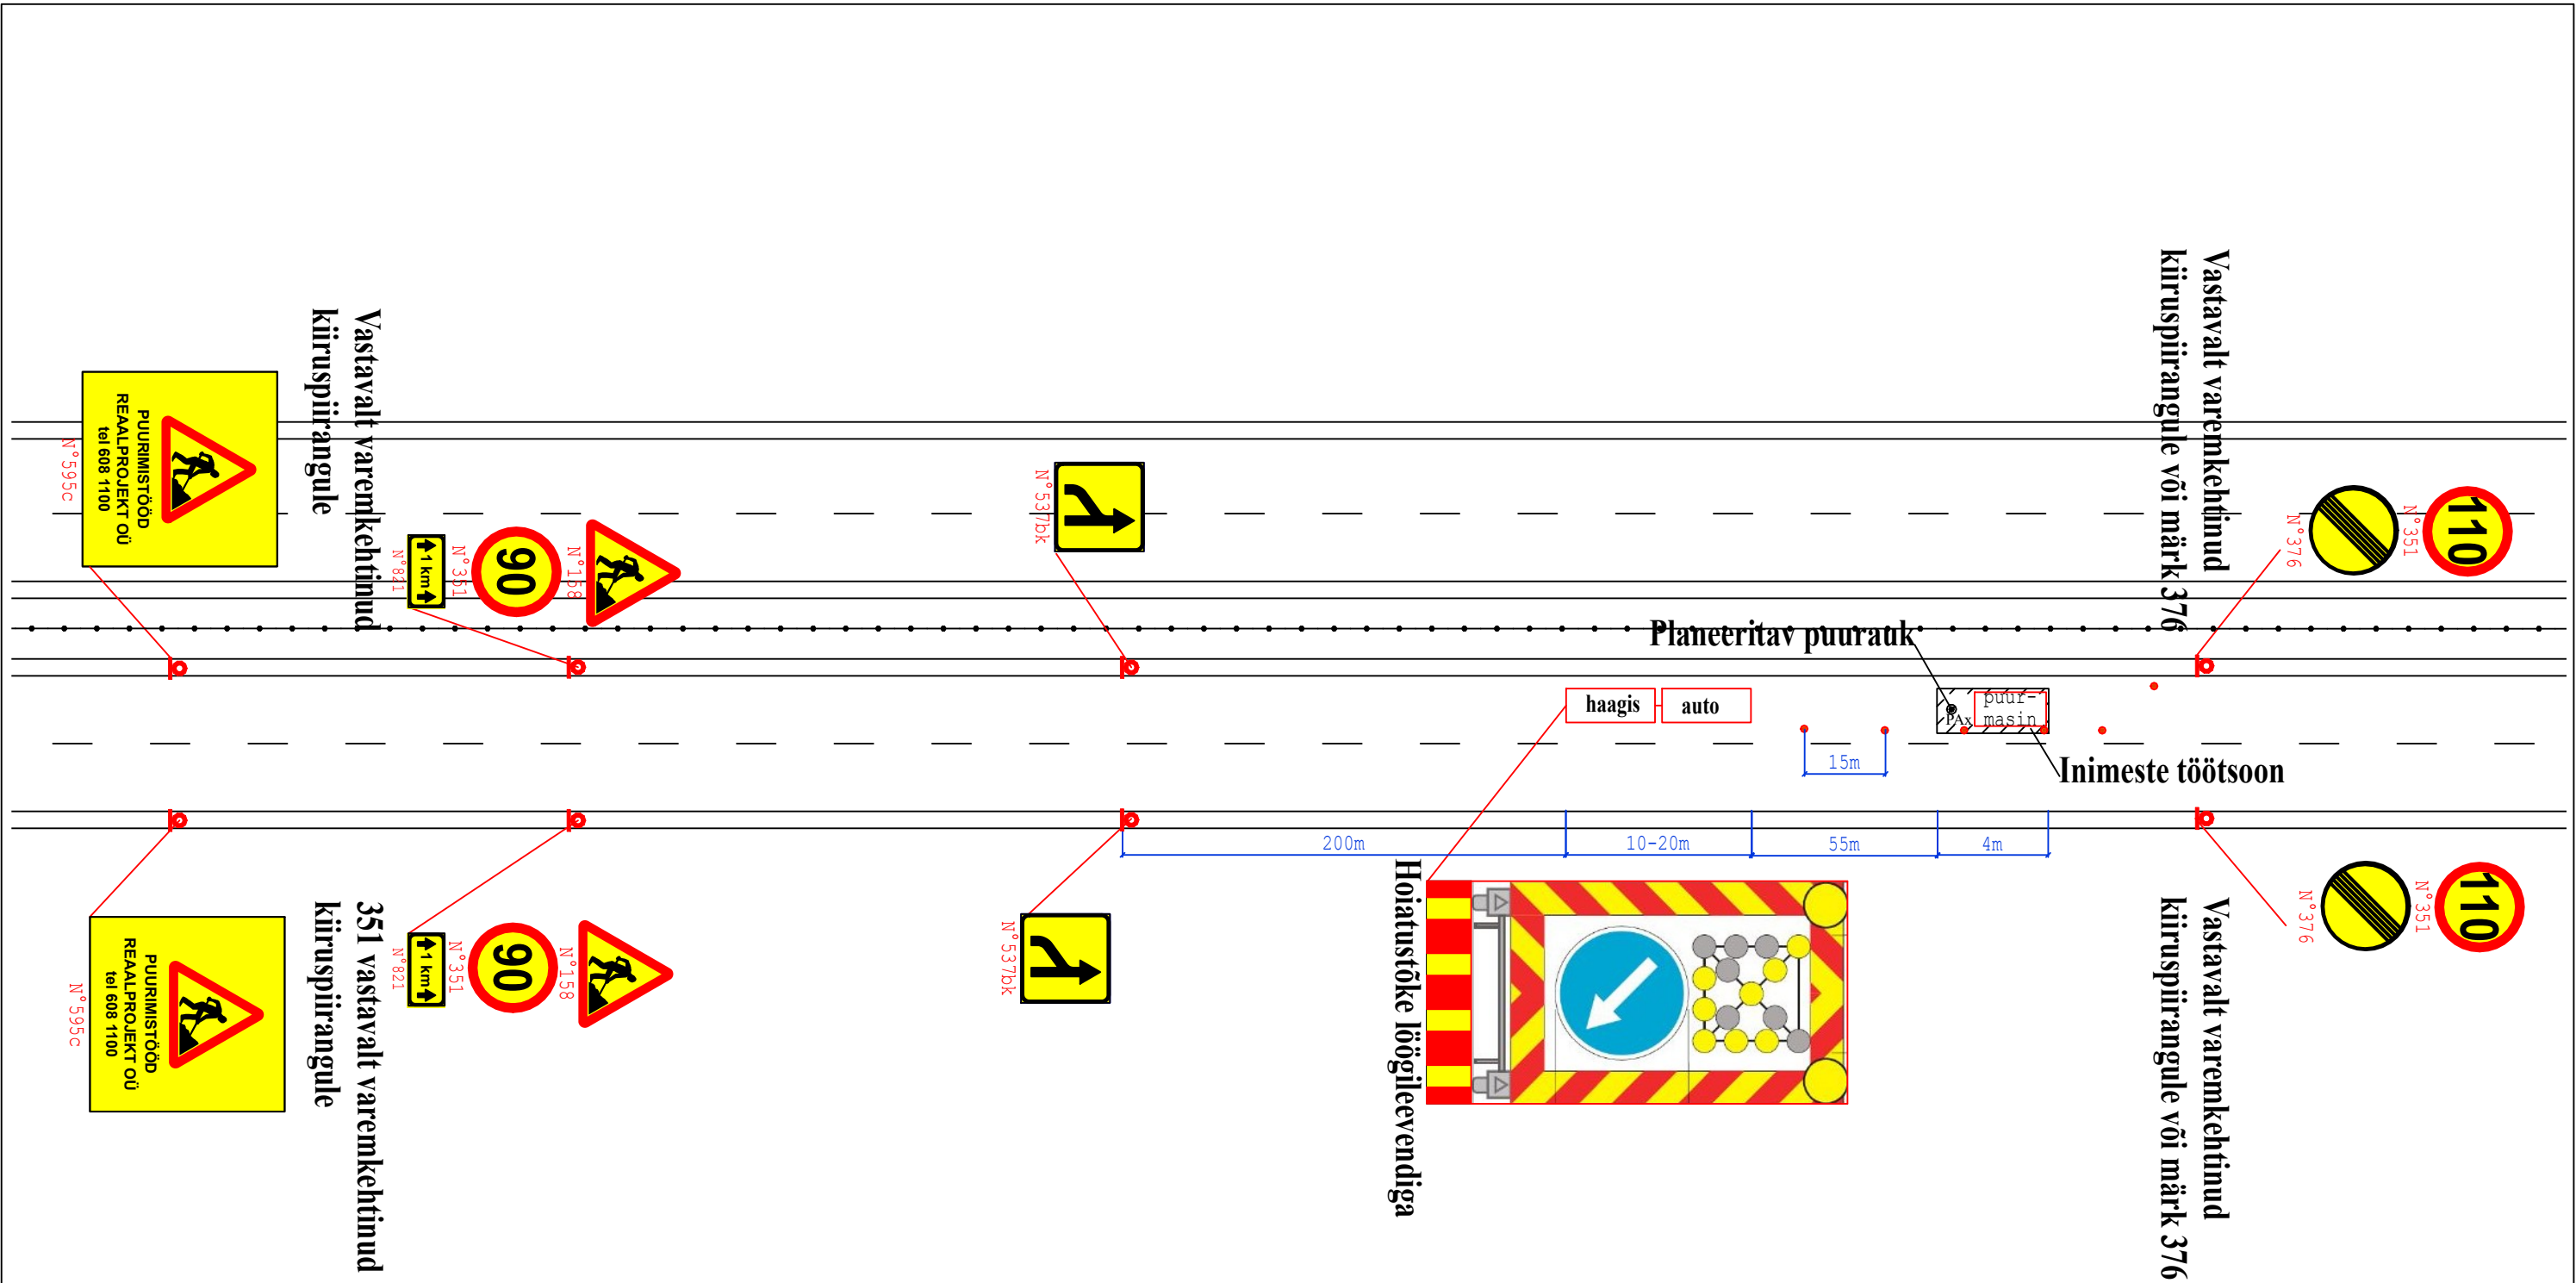 Vastavalt varemkehtinud
kiiruspiirangule
PUURIMISTÖÖD
REAALPROJEKT OÜ
tel 608 1100
N°595c
N°158
90
N°351
1 km
N°821
N°537bk
Vastavalt varemkehtinud
kiiruspiirangule või märk 376
110
N°351
N°376
Planeeritav puurauk
haagis
auto
PAx
puur-
masin
Inimeste töötsoon
15m
200m
10-20m
55m
4m
PUURIMISTÖÖD
REAALPROJEKT OÜ
tel 608 1100
N°595c
351 vastavalt varemkehtinud
kiiruspiirangule
N°158
90
N°351
1 km
N°821
N°537bk
Hoiatustõke löögileevendiga
Vastavalt varemkehtinud
kiiruspiirangule või märk 376
110
N°351
N°376